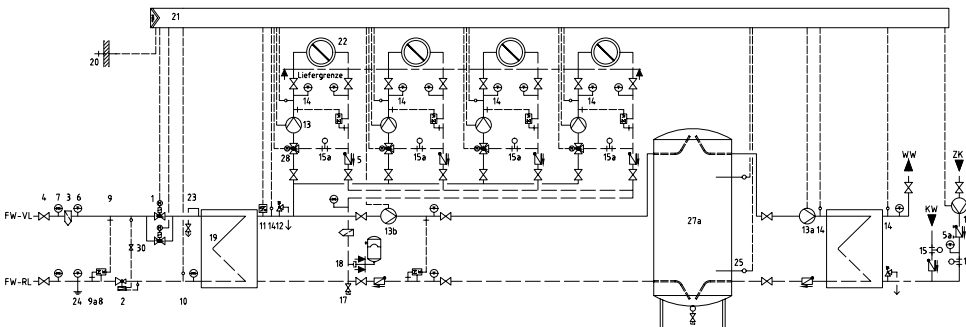 21
20
22
Liefergrenze
14 14 14 14
13
28 15a 5 15a 15a 15a
WW ZK
4 7 3 6 9 1 23
FW-VL
19
11 14 12
13b
27a
13a 14 14
KW
5a
15
30
18
25
FW-RL
24 9a 8 2 10
17